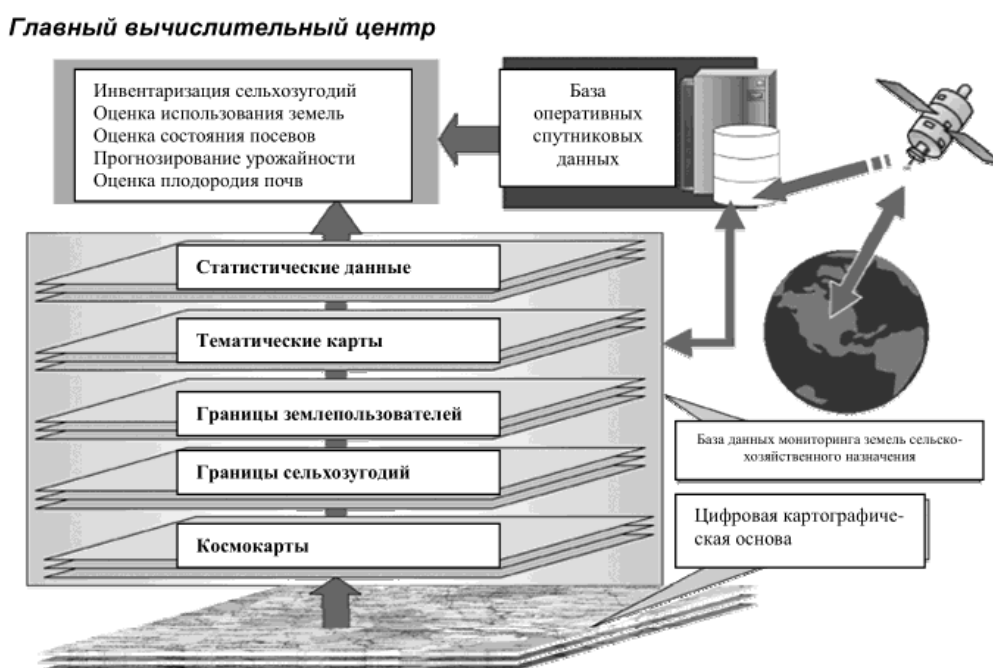 Главный вычислительный центр
Инвентаризация сельхозугодий
Оценка использования земель
Оценка состояния посевов
Прогнозирование урожайности
Оценка плодородия почв
База
оперативных
спутниковых
данных
Статистические данные
Тематические карты
Границы землепользователей
Границы сельхозугодий
Космокарты
База данных мониторинга земель сельско-
хозяйственного назначения
Цифровая картографиче-
ская основа